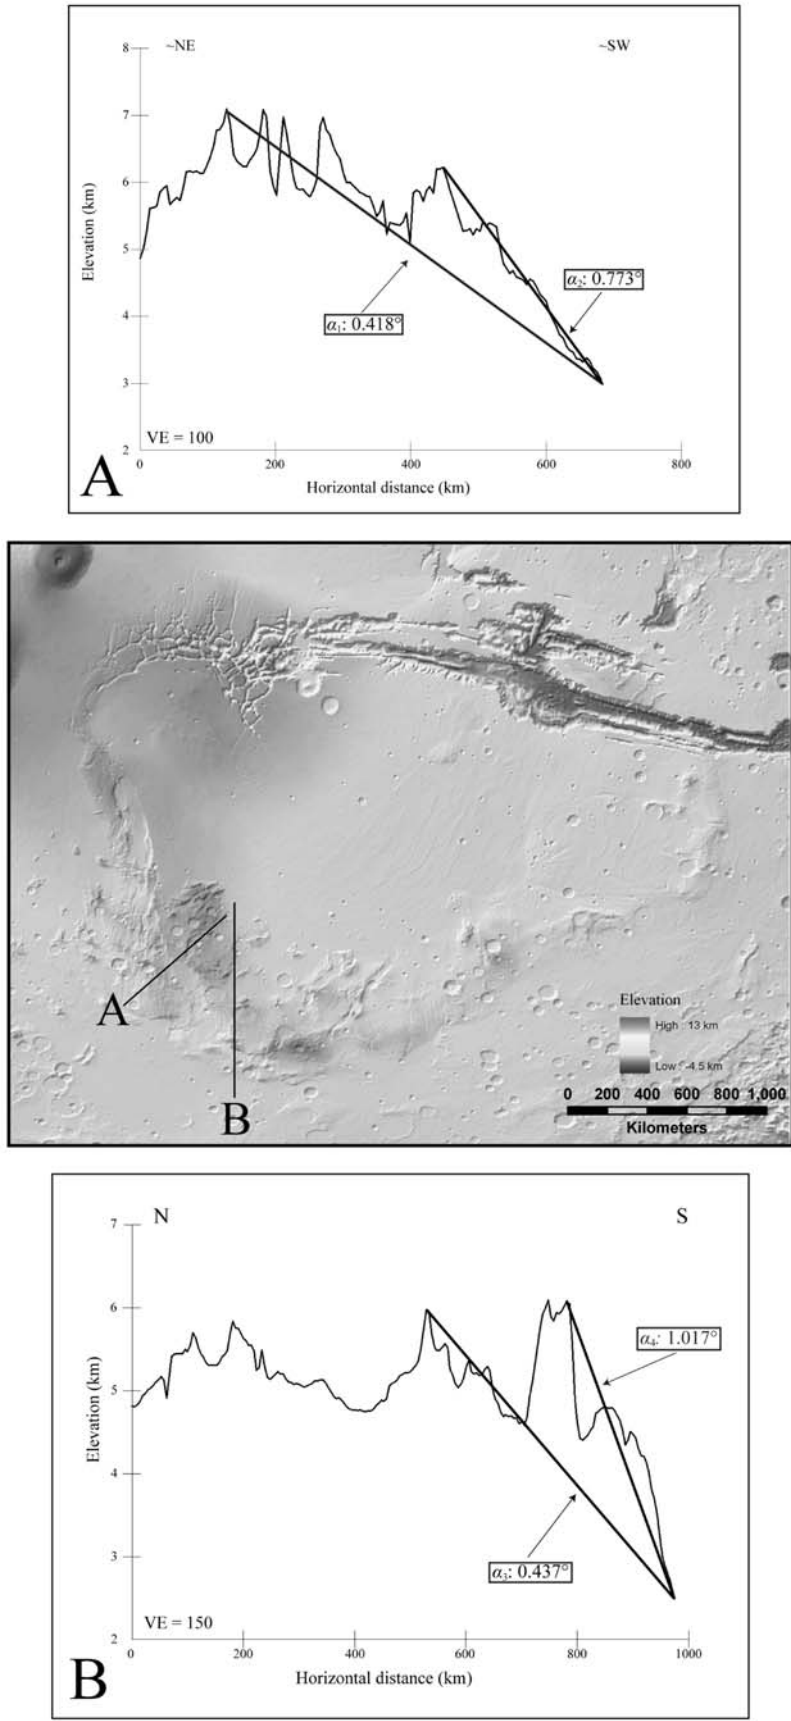 8
~NE
~SW
7
6
5
4
3
2
Elevation (km)
α₁: 0.418°
α₂: 0.773°
VE = 100
0
200
400
600
800
Horizontal distance (km)
A
A
B
Elevation
High : 13 km
Low : -4.5 km
0 200 400 600 800 1,000
Kilometers
7
N
S
6
5
4
3
2
Elevation (km)
α₄: 1.017°
α₃: 0.437°
VE = 150
0
200
400
600
800
1000
Horizontal distance (km)
B